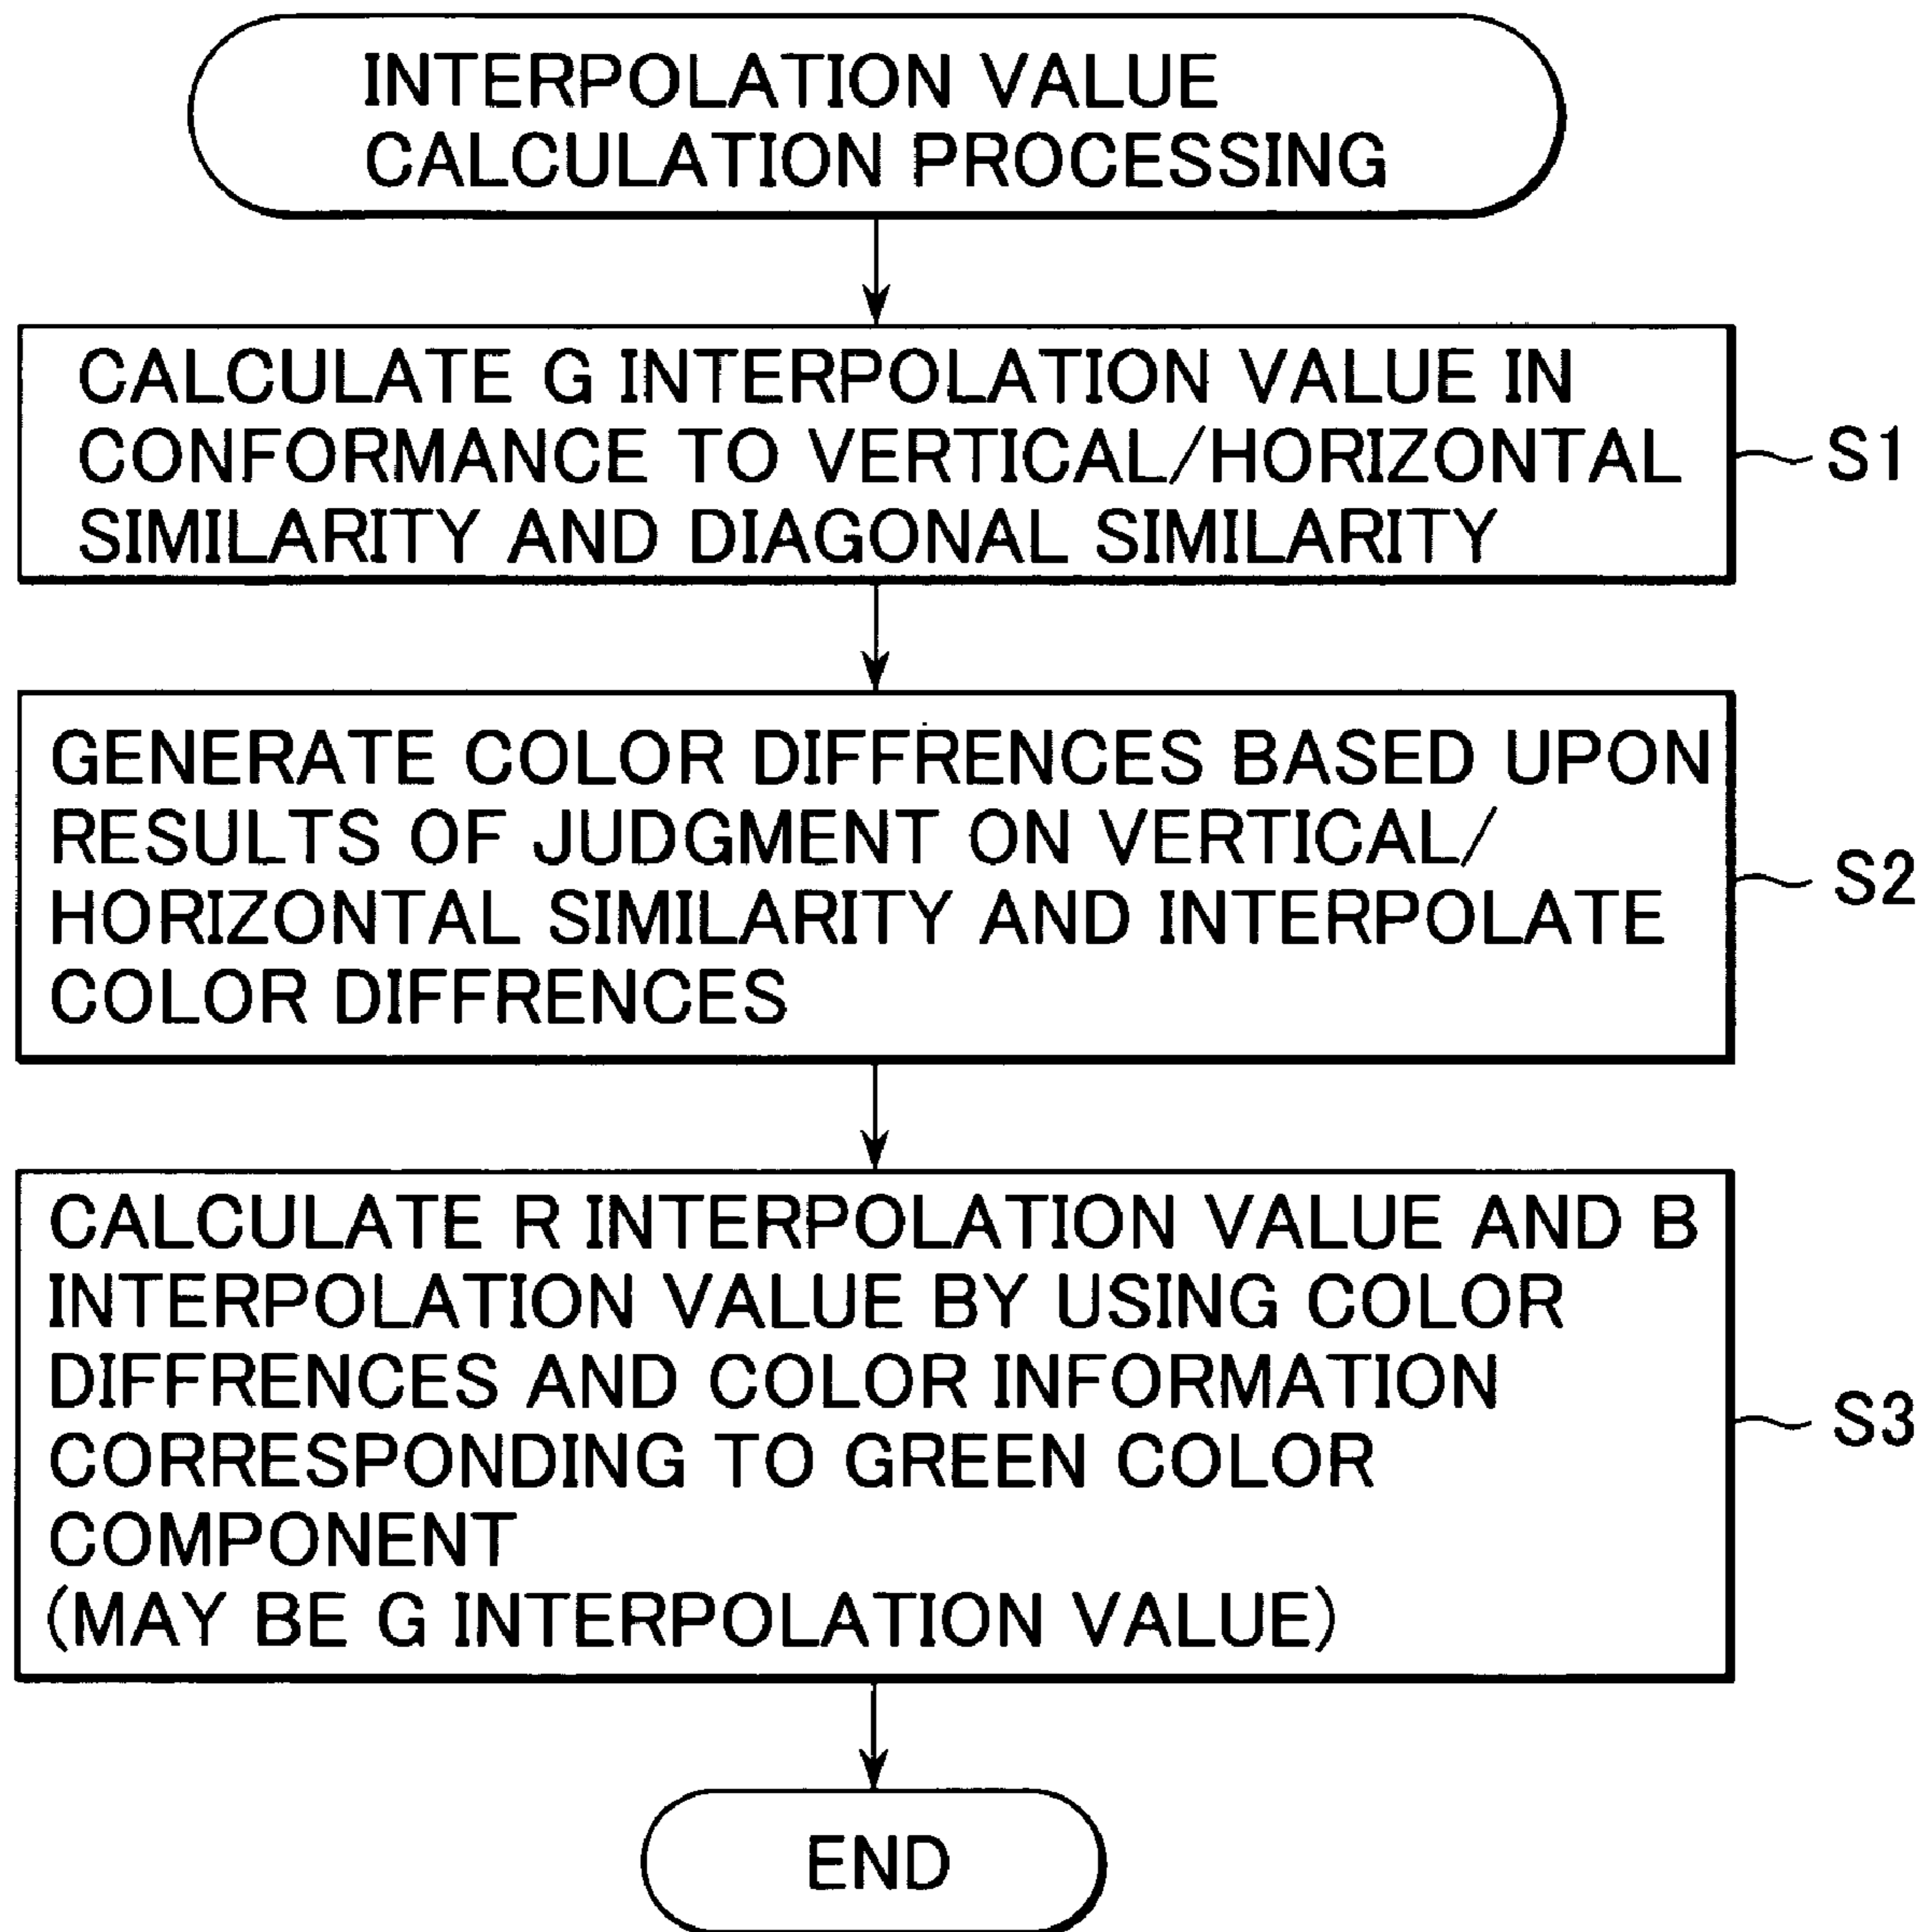 INTERPOLATION VALUE
CALCULATION PROCESSING
CALCULATE G INTERPOLATION VALUE IN
CONFORMANCE TO VERTICAL/HORIZONTAL
SIMILARITY AND DIAGONAL SIMILARITY
S1
GENERATE COLOR DIFFRENCES BASED UPON
RESULTS OF JUDGMENT ON VERTICAL/
HORIZONTAL SIMILARITY AND INTERPOLATE
COLOR DIFFRENCES
S2
CALCULATE R INTERPOLATION VALUE AND B
INTERPOLATION VALUE BY USING COLOR
DIFFRENCES AND COLOR INFORMATION
CORRESPONDING TO GREEN COLOR
COMPONENT
(MAY BE G INTERPOLATION VALUE)
S3
END